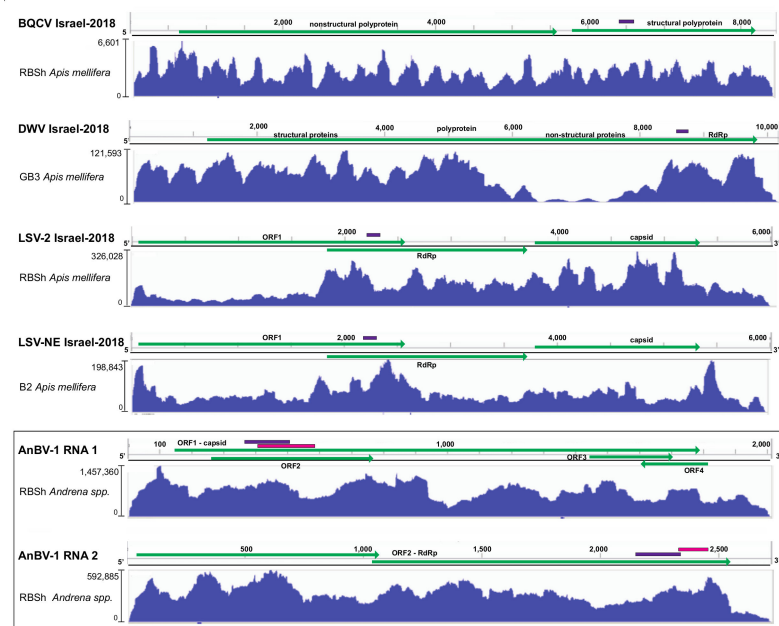 BQCV Israel-2018
5'
2,000
nonstructural polyprotein
4,000
6,000
structural polyprotein
8,000
6,601
RBSh Apis mellifera
0
DWV Israel-2018
5'
2,000
structural proteins
4,000
polyprotein
6,000
non-structural proteins
8,000
RdRp
10,000
121,593
GB3 Apis mellifera
0
LSV-2 Israel-2018
5'
ORF1
2,000
4,000
capsid
6,000
3'
RdRp
326,028
RBSh Apis mellifera
0
LSV-NE Israel-2018
5
ORF1
2,000
4,000
capsid
6,000
3'
RdRp
198,843
B2 Apis mellifera
0
AnBV-1 RNA 1
5'
100
ORF1 - capsid
1,000
2,000
3
ORF2
ORF3
ORF4
1,457,360
RBSh Andrena spp.
0
AnBV-1 RNA 2
5'
500
1,000
ORF2 - RdRp
1,500
2,000
2,500
3
592,885
RBSh Andrena spp.
0